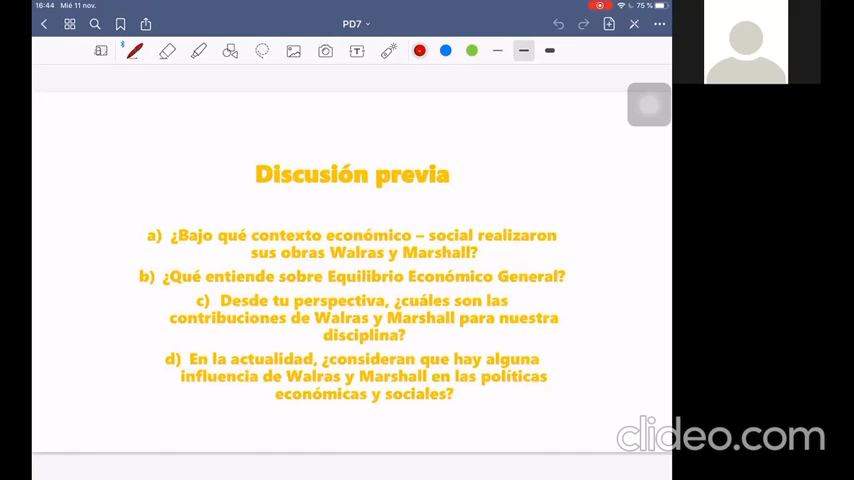 16:44 Mié 11 nov.
75 %
PD7
Discusión previa
a) ¿Bajo qué contexto económico – social realizaron
sus obras Walras y Marshall?
b) ¿Qué entiende sobre Equilibrio Económico General?
c) Desde tu perspectiva, ¿cuáles son las
contribuciones de Walras y Marshall para nuestra
disciplina?
d) En la actualidad, ¿consideran que hay alguna
influencia de Walras y Marshall en las políticas
económicas y sociales?
clideo.com